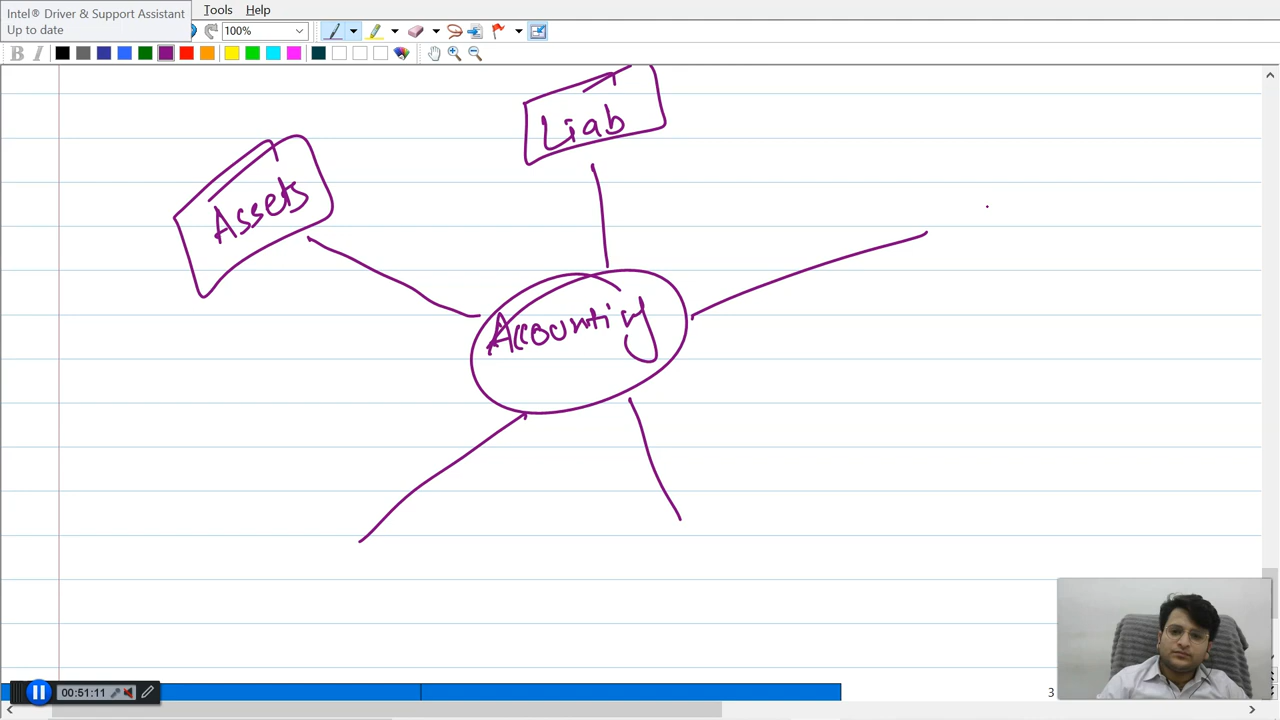 Intel® Driver & Support Assistant
Up to date
Tools Help
100%
B I
Liab
Assets
Accounting
00:51:11
3